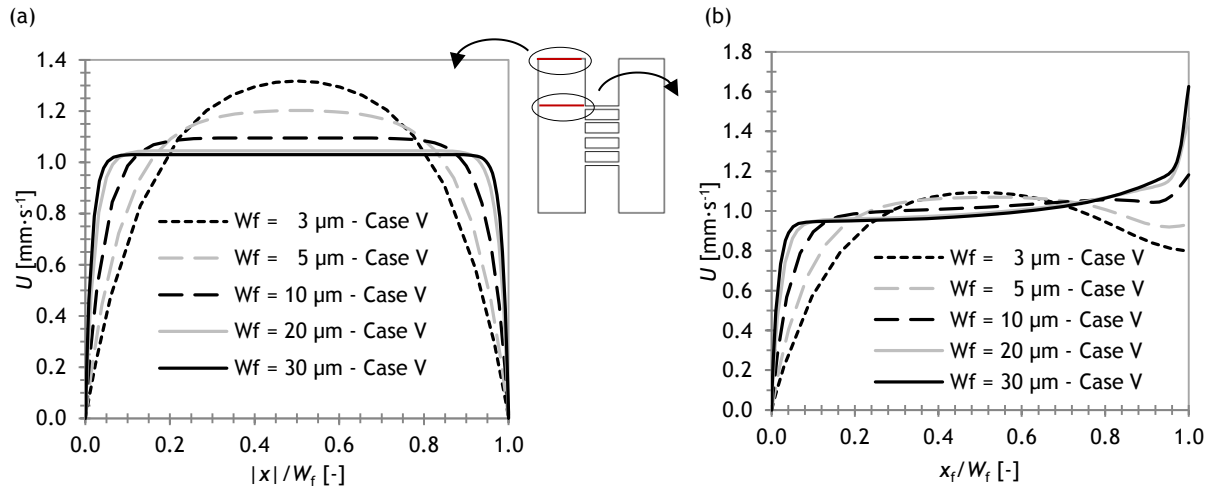 (a)
U [mm·s⁻¹]
1.4
1.2
1.0
0.8
0.6
0.4
0.2
0.0
Wf = 3 µm - Case V
Wf = 5 µm - Case V
Wf = 10 µm - Case V
Wf = 20 µm - Case V
Wf = 30 µm - Case V
0.0 0.2 0.4 0.6 0.8 1.0
|x|/Wf [-]
(b)
U [mm·s⁻¹]
1.8
1.6
1.4
1.2
1.0
0.8
0.6
0.4
0.2
0.0
Wf = 3 µm - Case V
Wf = 5 µm - Case V
Wf = 10 µm - Case V
Wf = 20 µm - Case V
Wf = 30 µm - Case V
0.0 0.2 0.4 0.6 0.8 1.0
xf/Wf [-]